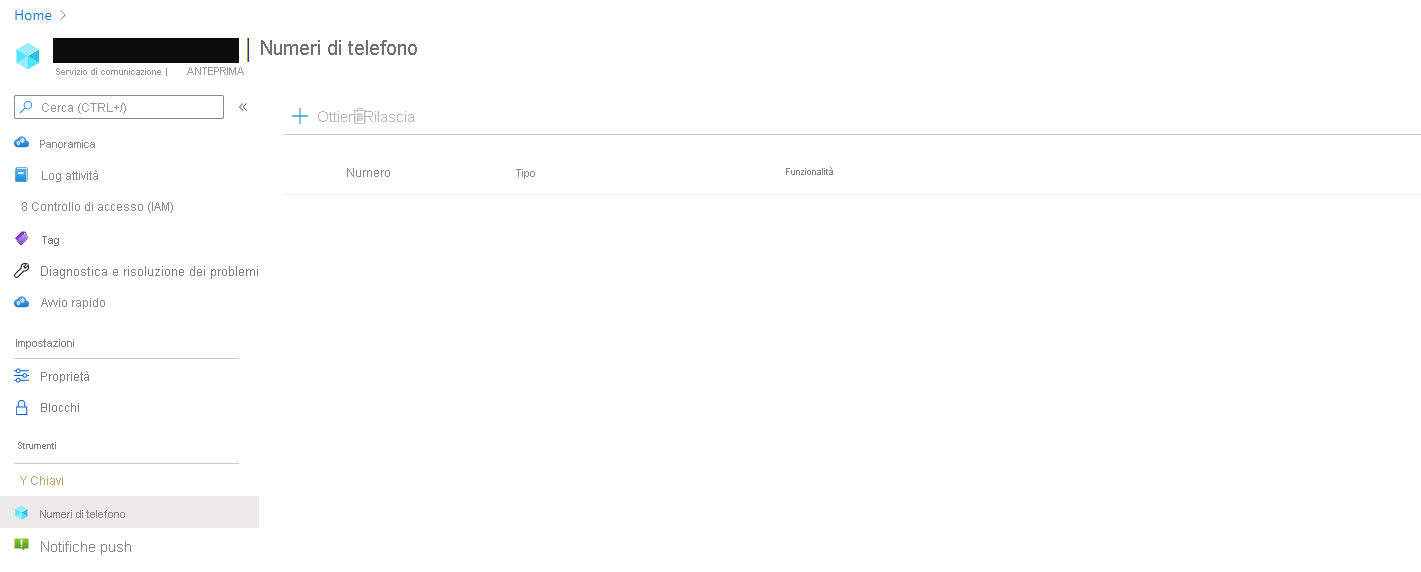 Home
Numeri di telefono
Servizio di comunicazione | ANTEPRIMA
Cerca (CTRL+/) «
Ottien Rilascia
Panoramica
Numero Tipo Funzionalità
Log attività
8 Controllo di accesso (IAM)
Tag
Diagnostica e risoluzione dei problemi
Avvio rapido
Impostazioni
Proprietà
Blocchi
Strumenti
Y Chiavi
Numeri di telefono
Notifiche push